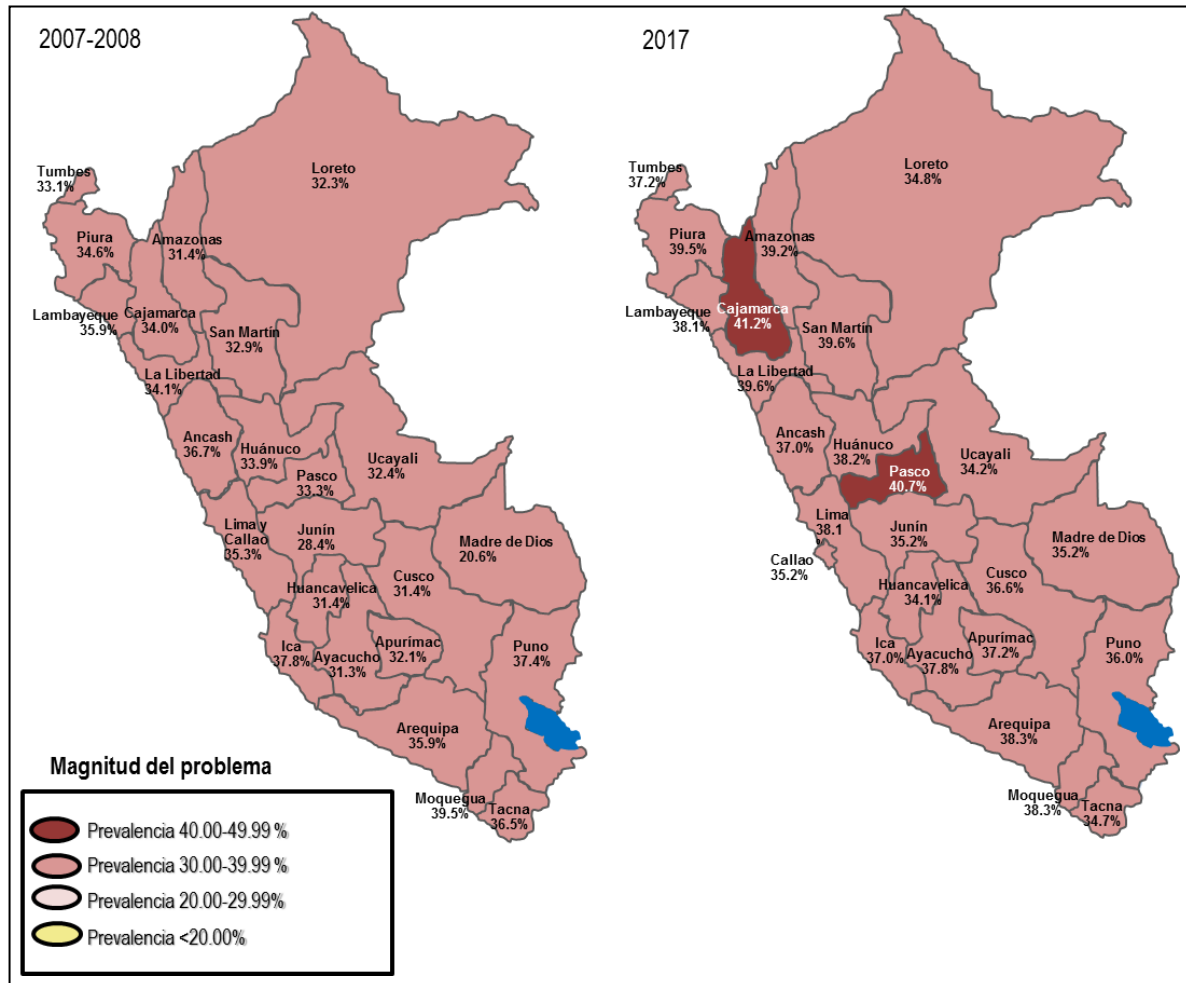 2007-2008
Loreto
32.3%
Tumbes
33.1%
Piura
34.6%
Amazonas
31.4%
Lambayeque
35.9%
Cajamarca
34.0%
San Martín
32.9%
La Libertad
34.1%
Ancash
36.7%
Huánuco
33.9%
Ucayali
32.4%
Pasco
33.3%
Lima y
Callao
35.3%
Junín
28.4%
Madre de Dios
20.6%
Huancavelica
31.4%
Cusco
31.4%
Ica
37.8%
Ayacucho
31.3%
Apurímac
32.1%
Puno
37.4%
Arequipa
35.9%
Moquegua
39.5%
Tacna
36.5%
Magnitud del problema
Prevalencia 40.00-49.99 %
Prevalencia 30.00-39.99 %
Prevalencia 20.00-29.99%
Prevalencia <20.00%
2017
Loreto
34.8%
Tumbes
37.2%
Piura
39.5%
Amazonas
39.2%
Lambayeque
38.1%
Cajamarca
41.2%
San Martín
39.6%
La Libertad
39.6%
Ancash
37.0%
Huánuco
38.2%
Ucayali
34.2%
Pasco
40.7%
Lima
38.1
%
Callao
35.2%
Junín
35.2%
Madre de Dios
35.2%
Huancavelica
34.1%
Cusco
36.6%
Ica
37.0%
Ayacucho
37.8%
Apurímac
37.2%
Puno
36.0%
Arequipa
38.3%
Moquegua
38.3%
Tacna
34.7%